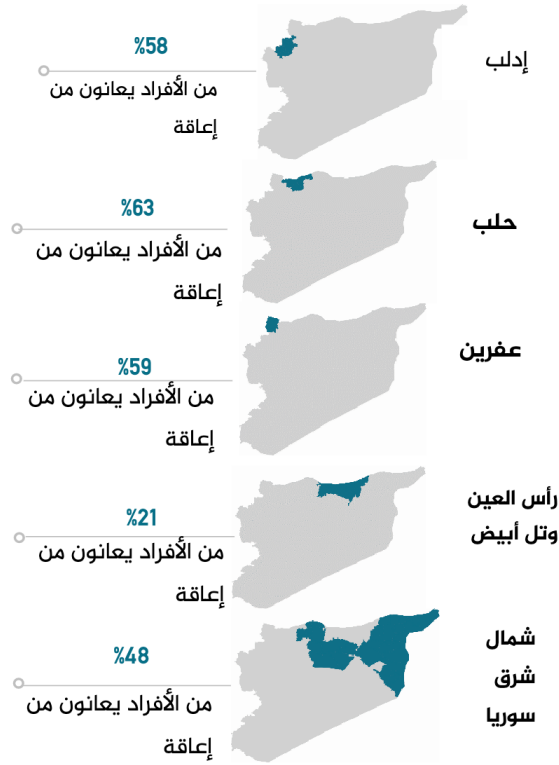 إدلب
%58
من الأفراد يعانون من
إعاقة
حلب
%63
من الأفراد يعانون من
إعاقة
عفرين
%59
من الأفراد يعانون من
إعاقة
رأس العين
وتل أبيض
%21
من الأفراد يعانون من
إعاقة
شمال
شرق
سوريا
%48
من الأفراد يعانون من
إعاقة